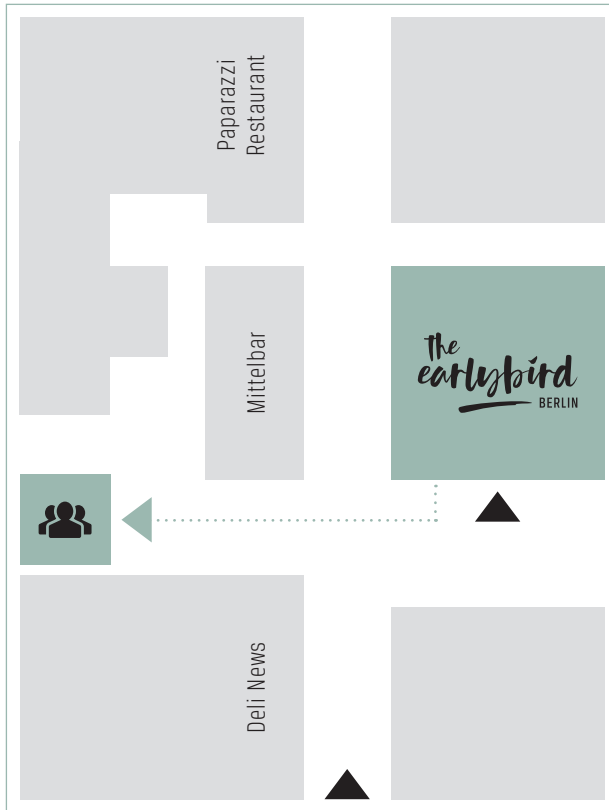 Paparazzi
Restaurant
the
earlybird
BERLIN
Mittelbar
Deli News